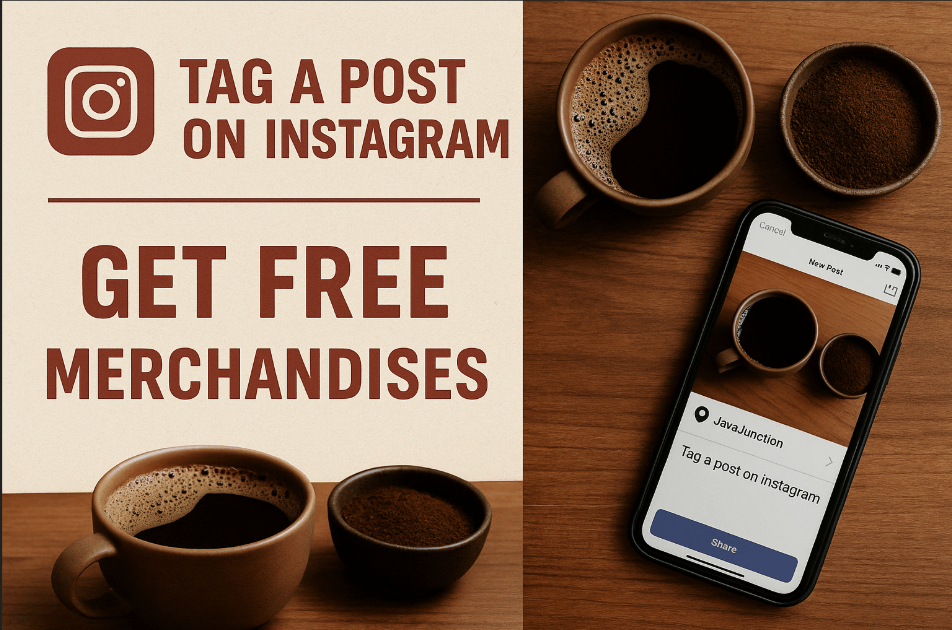 TAG A POST
ON INSTAGRAM
GET FREE
MERCHANDISES
Cancel
New Post
JavaJunction
Tag a post on instagram
Share